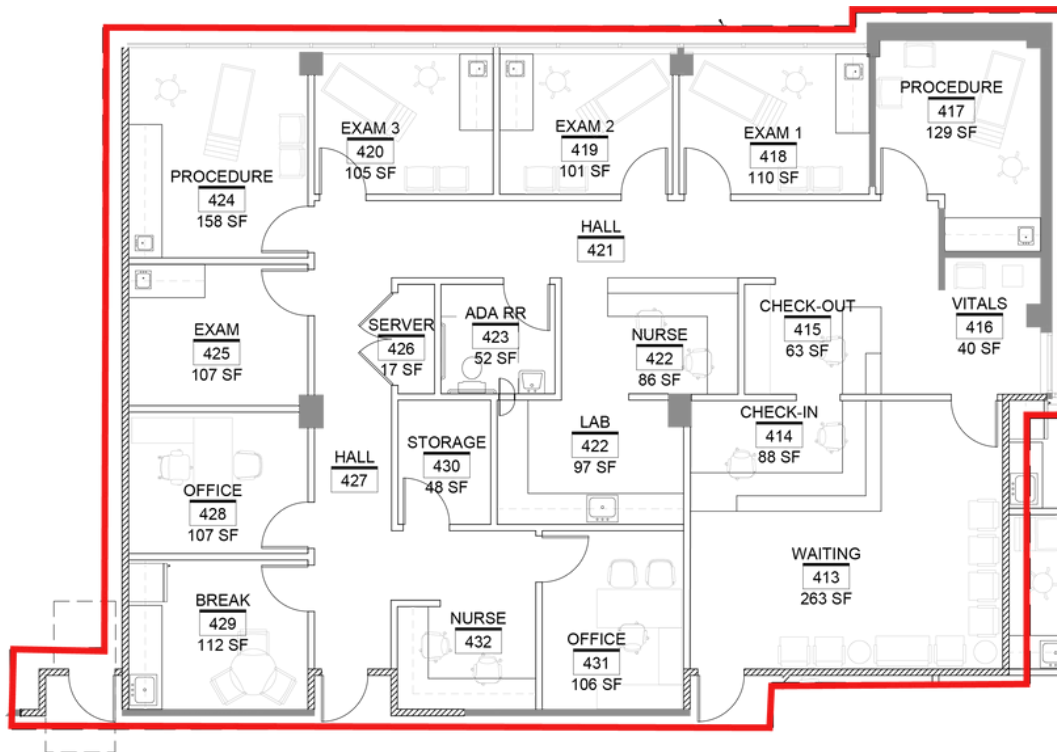 PROCEDURE
417
129 SF
EXAM 3
420
105 SF
EXAM 2
419
101 SF
EXAM 1
418
110 SF
PROCEDURE
424
158 SF
HALL
421
VITALS
416
40 SF
CHECK-OUT
415
63 SF
ADA RR
423
52 SF
SERVER
426
17 SF
NURSE
422
86 SF
EXAM
425
107 SF
CHECK-IN
414
88 SF
LAB
422
97 SF
STORAGE
430
48 SF
HALL
427
OFFICE
428
107 SF
WAITING
413
263 SF
BREAK
429
112 SF
NURSE
432
OFFICE
431
106 SF